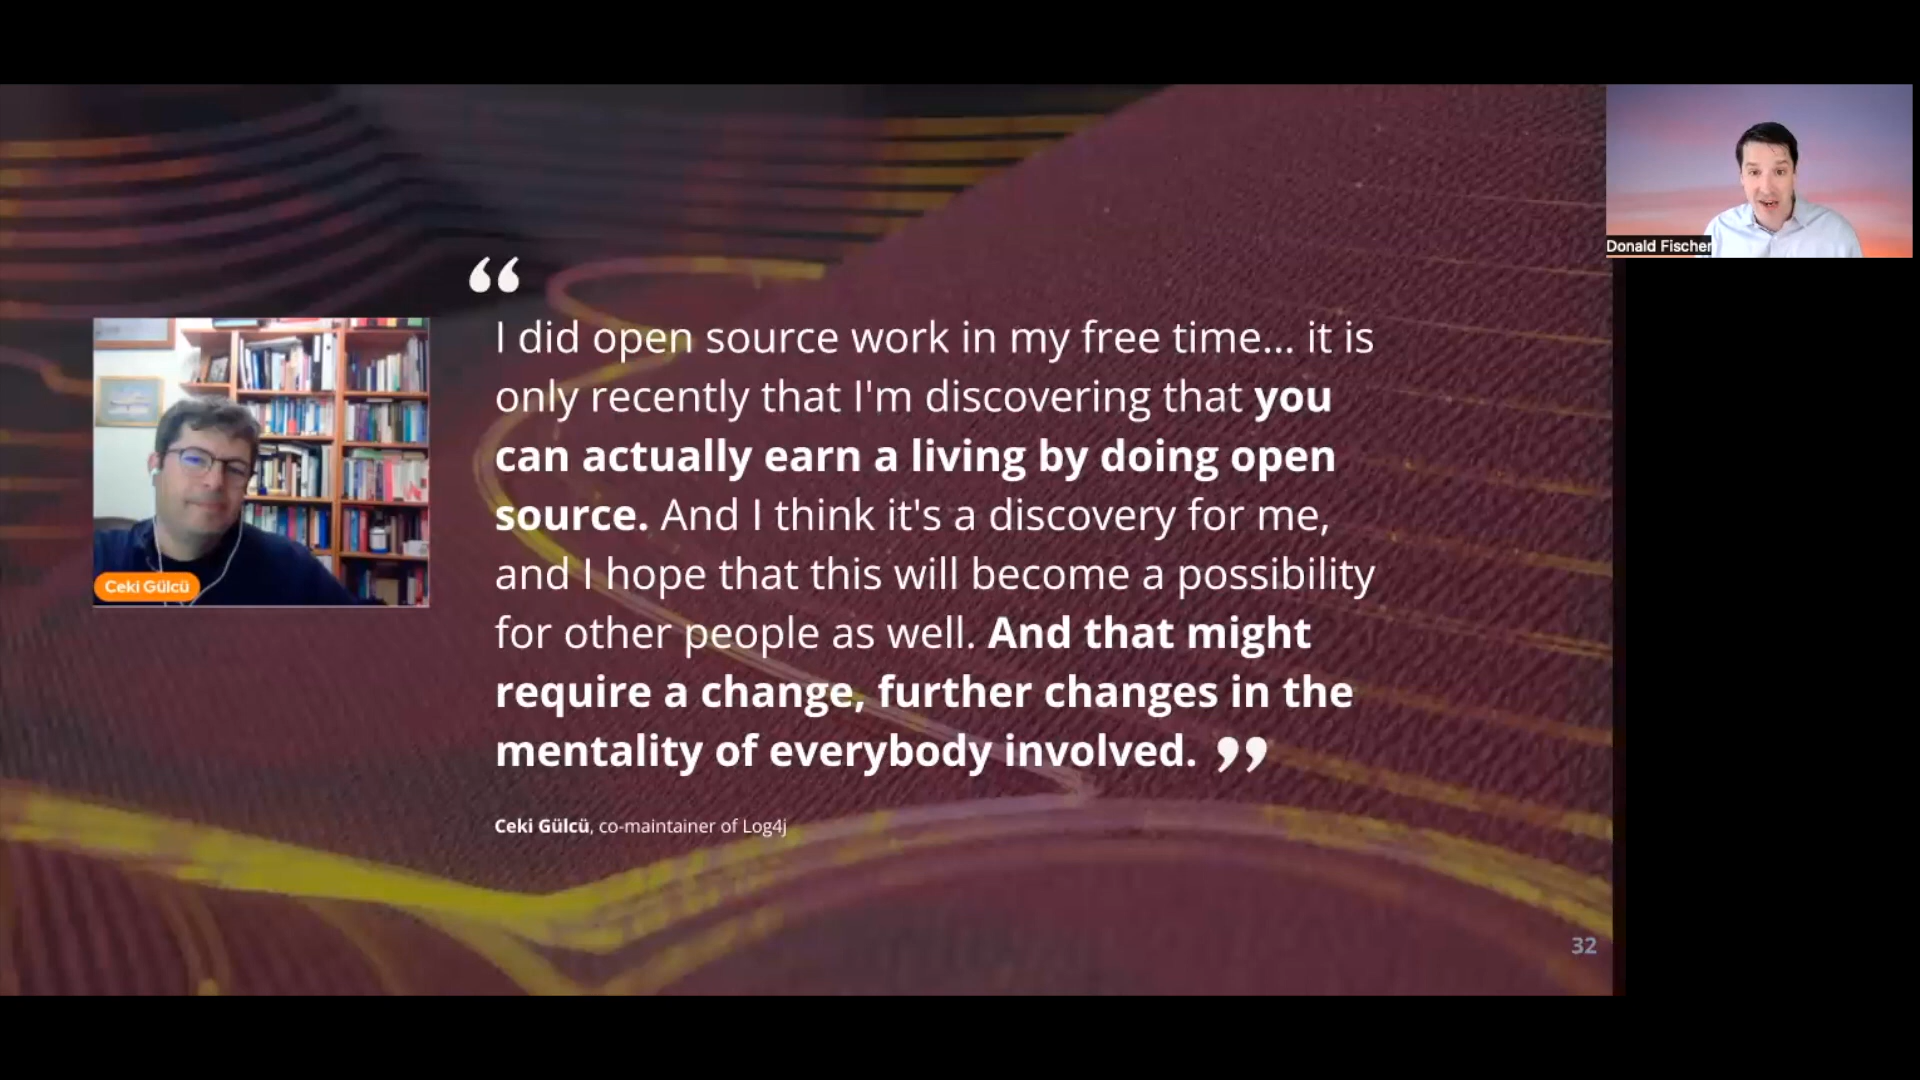 Donald Fischer
“
I did open source work in my free time... it is
only recently that I'm discovering that you
can actually earn a living by doing open
source. And I think it's a discovery for me,
and I hope that this will become a possibility
for other people as well. And that might
require a change, further changes in the
mentality of everybody involved. ”
Ceki Gülcü
Ceki Gülcü, co-maintainer of Log4j
32